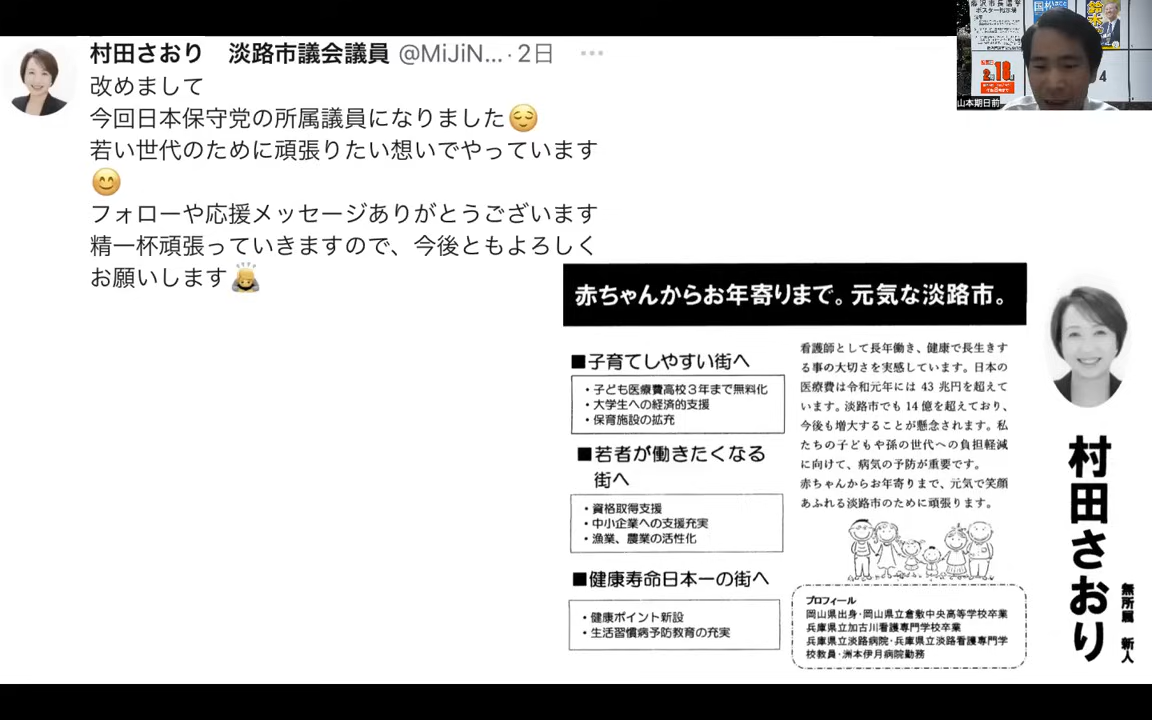 村田さおり　淡路市議会議員 @MiJiN... · 2日
改めまして
今回日本保守党の所属議員になりました😌
若い世代のために頑張りたい想いでやっています
😊
フォローや応援メッセージありがとうございます
精一杯頑張っていきますので、今後ともよろしく
お願いします🙇
ポスター掲示場
国松
鈴木
2 18
4
山本期日前
赤ちゃんからお年寄りまで。元気な淡路市。
■子育てしやすい街へ
・子ども医療費高校3年まで無料化
・大学生への経済的支援
・保育施設の拡充
■若者が働きたくなる
街へ
・資格取得支援
・中小企業への支援充実
・漁業、農業の活性化
■健康寿命日本一の街へ
・健康ポイント新設
・生活習慣病予防教育の充実
看護師として長年働き、健康で長生きす
る事の大切さを実感しています。日本の
医療費は令和元年には 43 兆円を超えて
います。淡路市でも 14 億を超えており、
今後も増大することが懸念されます。私
たちの子どもや孫の世代への負担軽減
に向けて、病気の予防が重要です。
赤ちゃんからお年寄りまで、元気で笑顔
あふれる淡路市のために頑張ります。
プロフィール
岡山県出身・岡山県立倉敷中央高等学校卒業
兵庫県立加古川看護専門学校卒業
兵庫県立淡路病院・兵庫県立淡路看護専門学
校教員・洲本伊月病院勤務
村田さおり
無所属　新人